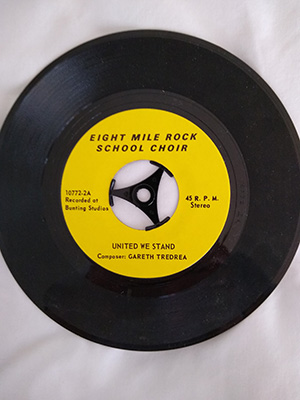 EIGHT MILE ROCK
SCHOOL CHOIR
10772-2A
Recorded at
Bunting Studios
45 R. P. M.
Stereo
UNITED WE STAND
Composer: GARETH TREDREA